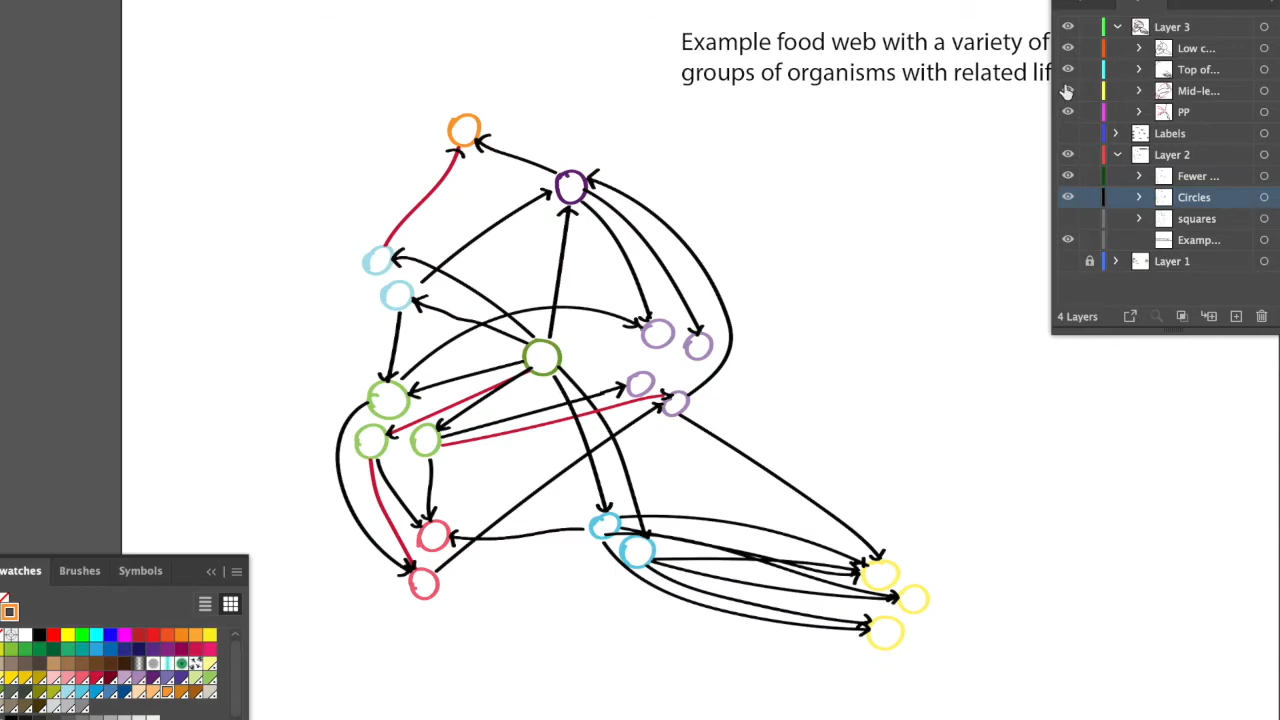 Example food web with a variety of
groups of organisms with related lif
Layer 3
Low c...
Top of...
Mid-le...
PP
Labels
Layer 2
Fewer ...
Circles
squares
Examp...
Layer 1
4 Layers
watches Brushes Symbols